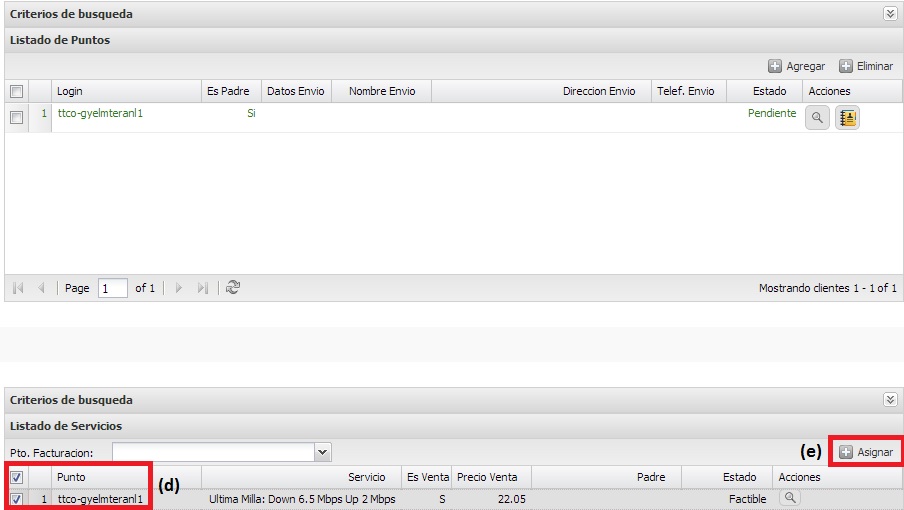 Criterios de busqueda
Listado de Puntos
Agregar Eliminar
Login Es Padre Datos Envio Nombre Envio Direccion Envio Telef. Envio Estado Acciones
1 ttco-gyelmteranl1 Si Pendiente
Page 1 of 1 Mostrando clientes 1 - 1 of 1
Criterios de busqueda
Listado de Servicios
Pto. Facturacion: (e) Asignar
Punto (d) Servicio Es Venta Precio Venta Padre Estado Acciones
1 ttco-gyelmteranl1 Ultima Milla: Down 6.5 Mbps Up 2 Mbps S 22.05 Factible